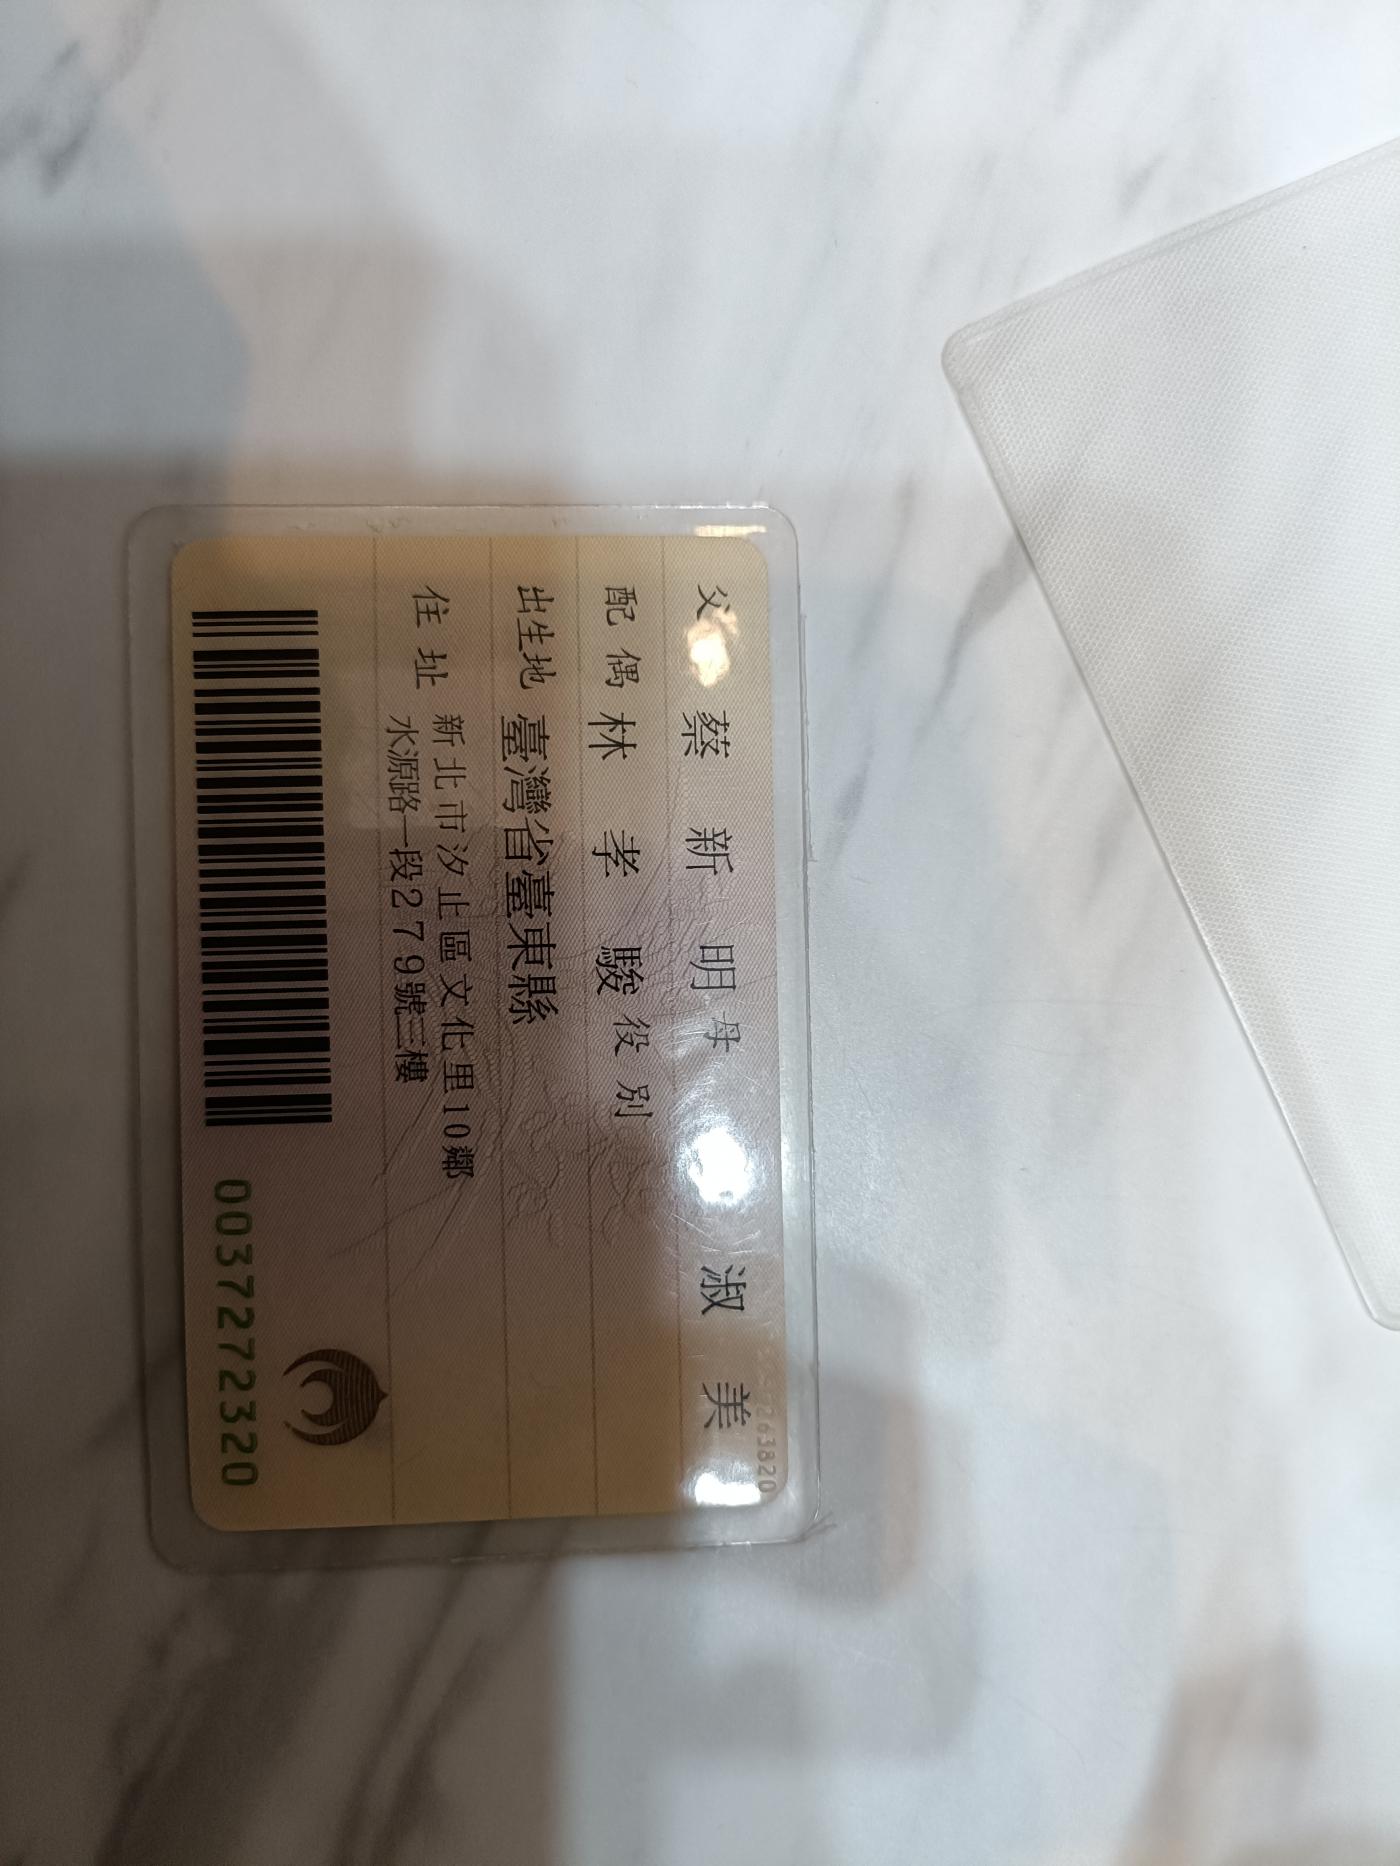 父 蔡新明 母 淑美
配偶 林孝駿 役別
出生地 臺灣省臺東縣
住址 新北市汐止區文化里10鄰
水源路一段279號三樓
0037272320